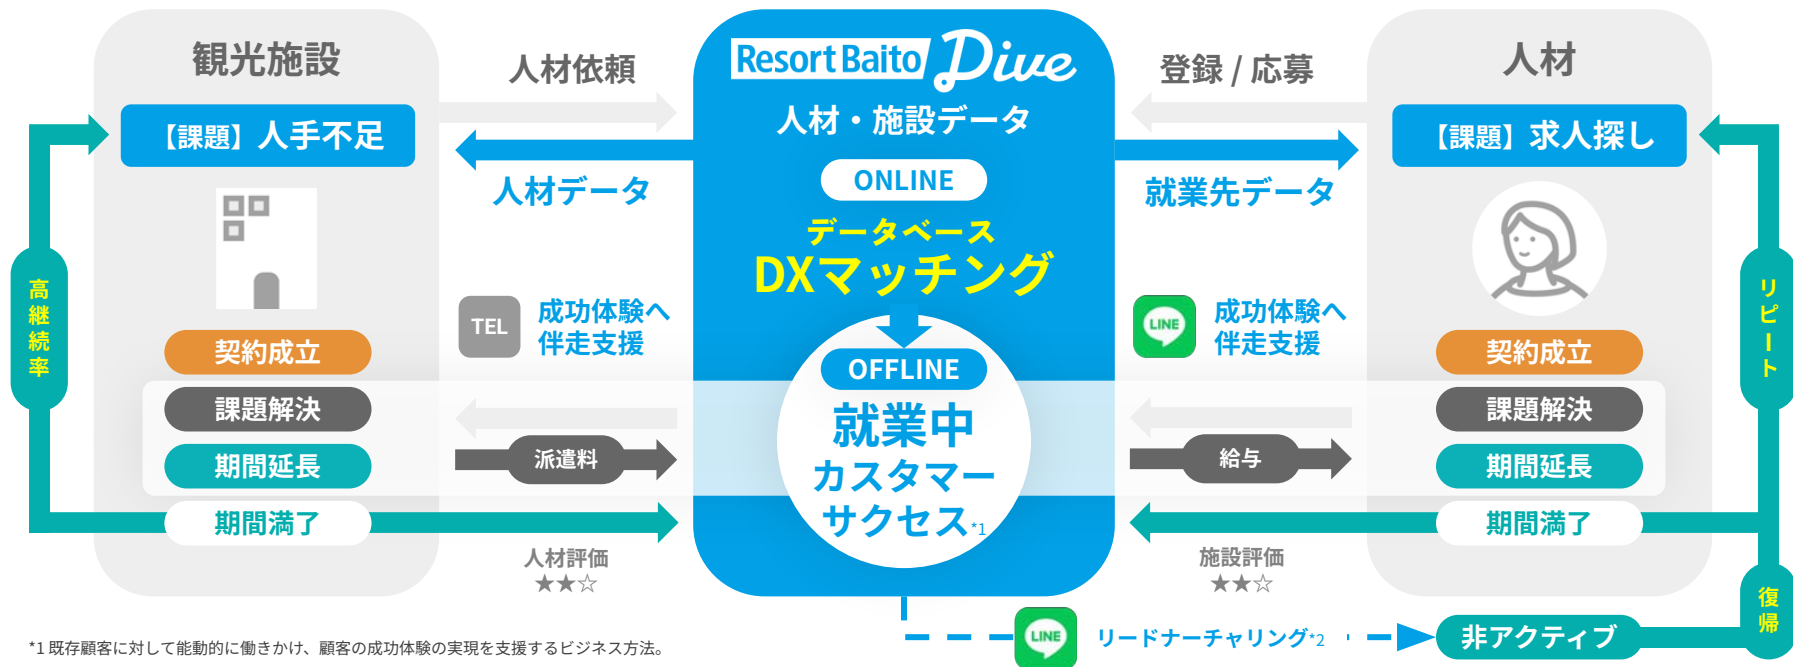 観光施設
【課題】人手不足
高継続率
契約成立
課題解決
期間延長
期間満了
人材依頼
人材データ
TEL
成功体験へ
伴走支援
派遣料
人材評価
★★☆
Resort Baito Dive
人材・施設データ
ONLINE
データベース
DXマッチング
OFFLINE
就業中
カスタマー
サクセス*1
登録 / 応募
就業先データ
LINE
成功体験へ
伴走支援
給与
施設評価
★★☆
人材
【課題】求人探し
契約成立
課題解決
期間延長
期間満了
リピート
復帰
LINE
リードナーチャリング*2
非アクティブ
*1 既存顧客に対して能動的に働きかけ、顧客の成功体験の実現を支援するビジネス方法。